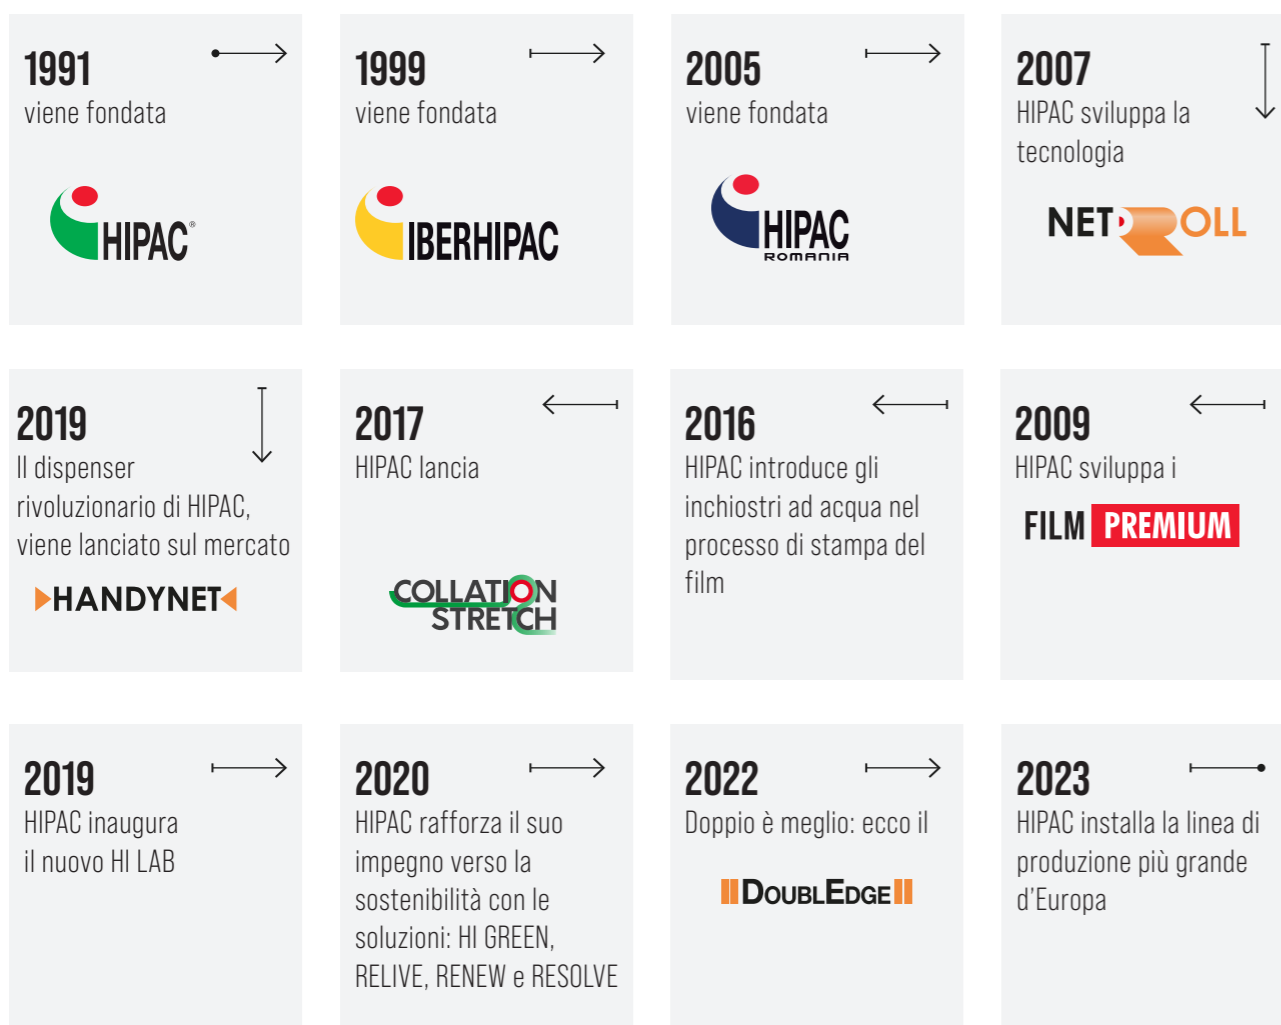 1991
viene fondata
HIPAC®
1999
viene fondata
IBERHIPAC
2005
viene fondata
HIPAC
ROMANIA
2007
HIPAC sviluppa la
tecnologia
NETROLL
2009
HIPAC sviluppa i
FILM PREMIUM
2016
HIPAC introduce gli
inchiostri ad acqua nel
processo di stampa del
film
2017
HIPAC lancia
COLLATION
STRETCH
2019
Il dispenser
rivoluzionario di HIPAC,
viene lanciato sul mercato
HANDYNET
2019
HIPAC inaugura
il nuovo HI LAB
2020
HIPAC rafforza il suo
impegno verso la
sostenibilità con le
soluzioni: HI GREEN,
RELIVE, RENEW e RESOLVE
2022
Doppio è meglio: ecco il
DOUBLEDGE
2023
HIPAC installa la linea di
produzione più grande
d'Europa